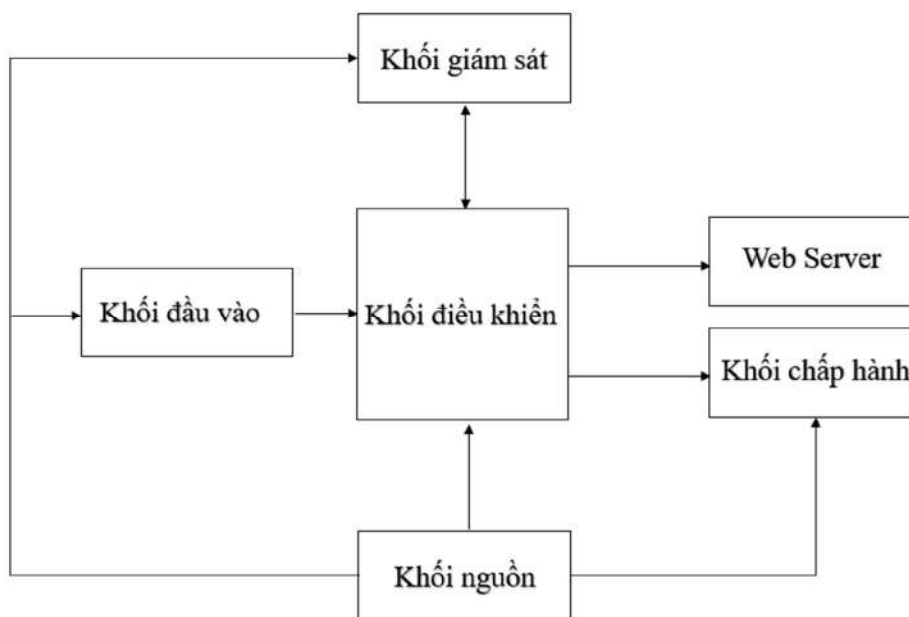 Khối giám sát
Web Server
Khối đầu vào
Khối điều khiển
Khối chấp hành
Khối nguồn